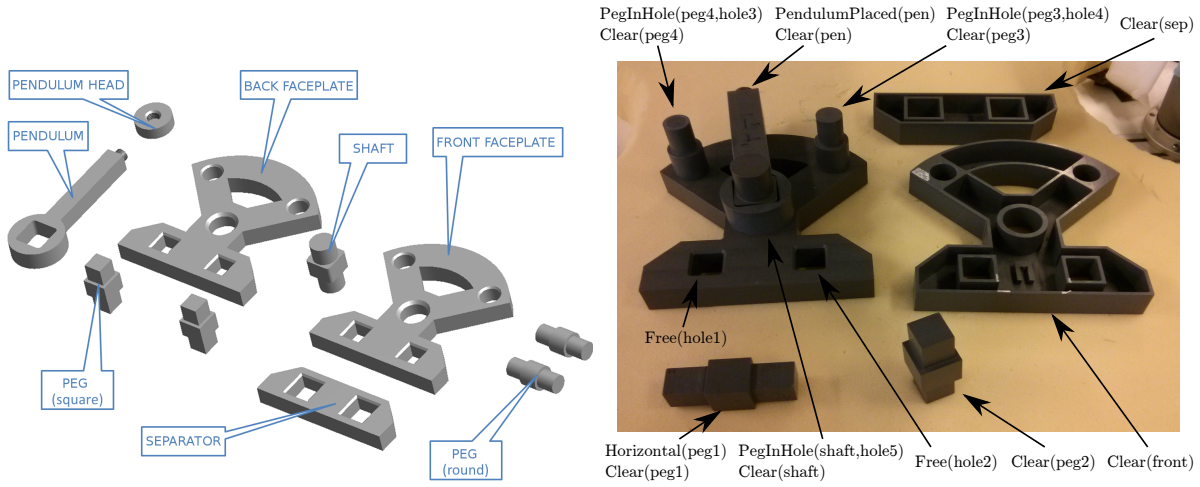 PENDULUM HEAD
BACK FACEPLATE
PENDULUM
SHAFT
FRONT FACEPLATE
PEG
(square)
SEPARATOR
PEG
(round)
PegInHole(peg4,hole3)
Clear(peg4)
PendulumPlaced(pen)
Clear(pen)
PegInHole(peg3,hole4)
Clear(peg3)
Clear(sep)
Free(hole1)
Horizontal(peg1)
Clear(peg1)
PegInHole(shaft,hole5)
Clear(shaft)
Free(hole2)
Clear(peg2)
Clear(front)